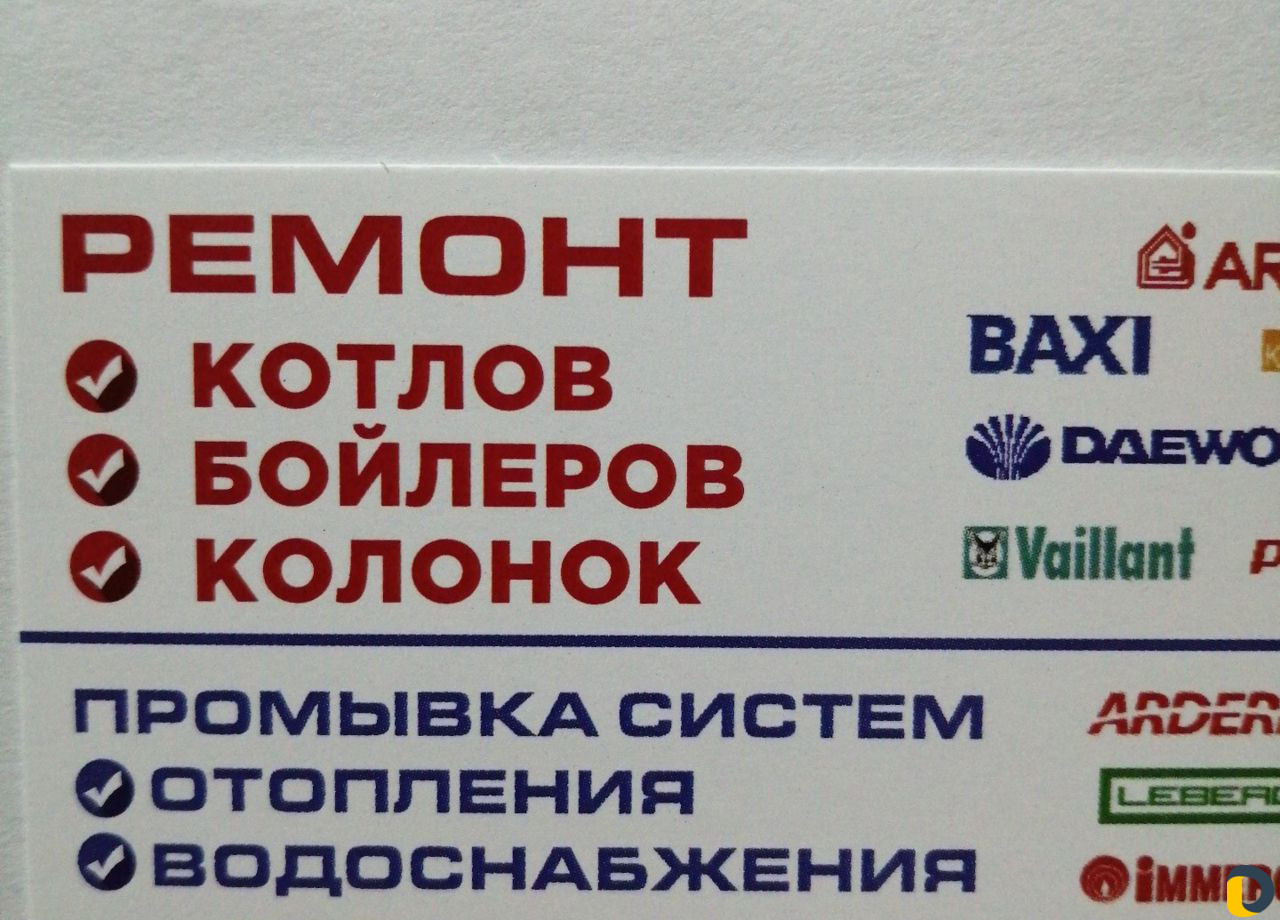 РЕМОНТ
КОТЛОВ
БОЙЛЕРОВ
КОЛОНОК
BAXI
Vaillant
ПРОМЫВКА СИСТЕМ
ОТОПЛЕНИЯ
ВОДОСНАБЖЕНИЯ